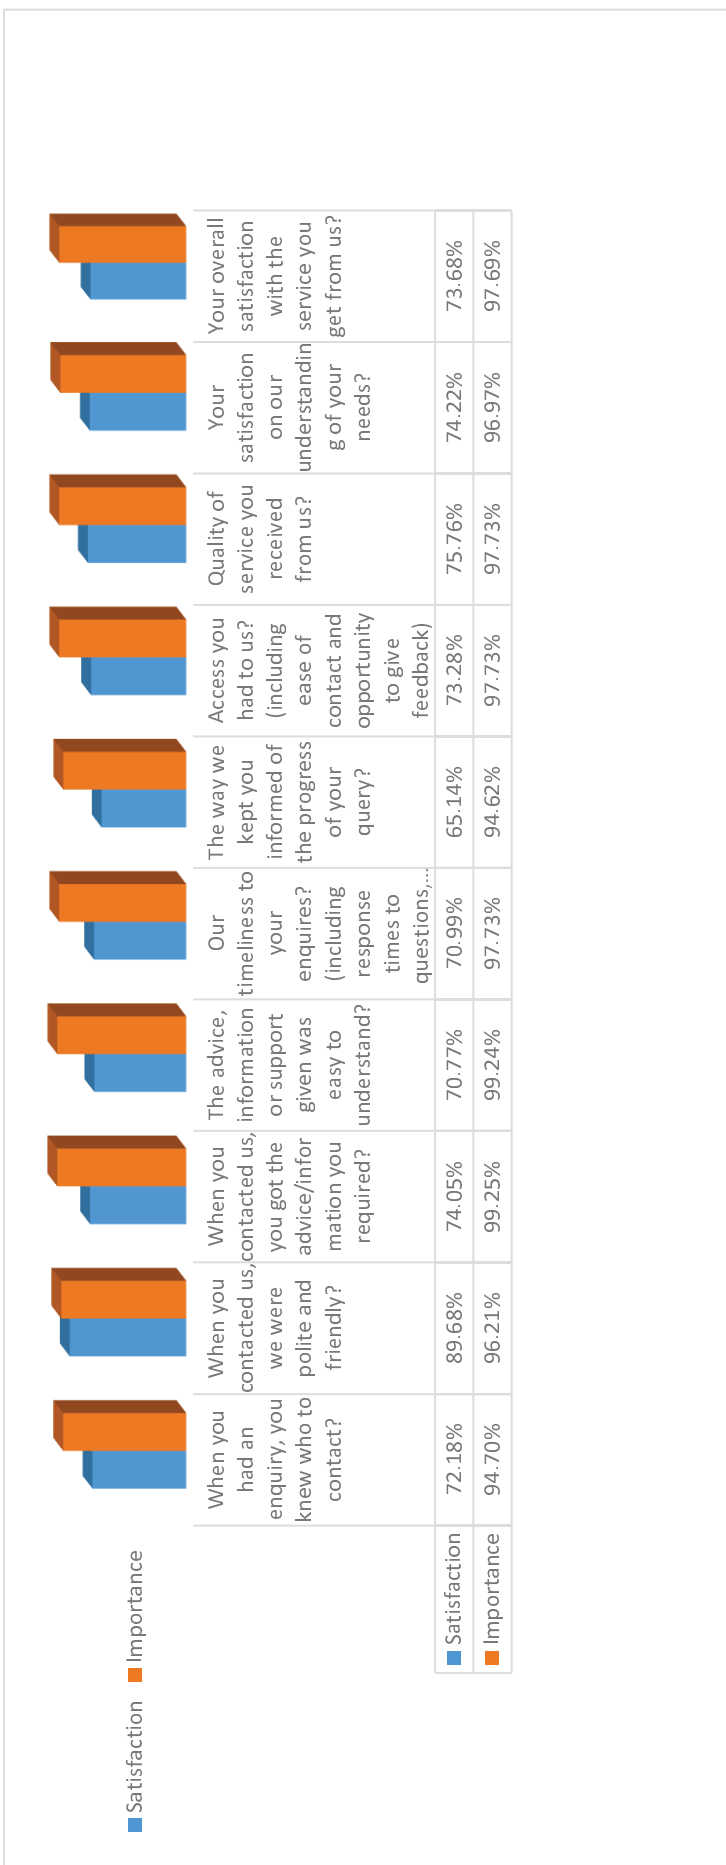 Satisfaction
Importance
When you
had an
enquiry, you
knew who to
contact?
When you
contacted us,
we were
polite and
friendly?
When you
contacted us,
you got the
advice/infor
mation you
required?
The advice,
information
or support
given was
easy to
understand?
Our
timeliness to
your
enquires?
(including
response
times to
questions,...
The way we
kept you
informed of
the progress
of your
query?
Access you
had to us?
(including
ease of
contact and
opportunity
to give
feedback)
Quality of
service you
received
from us?
Your
satisfaction
on our
understandin
g of your
needs?
Your overall
satisfaction
with the
service you
get from us?
Satisfaction 72.18% 89.68% 74.05% 70.77% 70.99% 65.14% 73.28% 75.76% 74.22% 73.68%
Importance 94.70% 96.21% 99.25% 99.24% 97.73% 94.62% 97.73% 97.73% 96.97% 97.69%